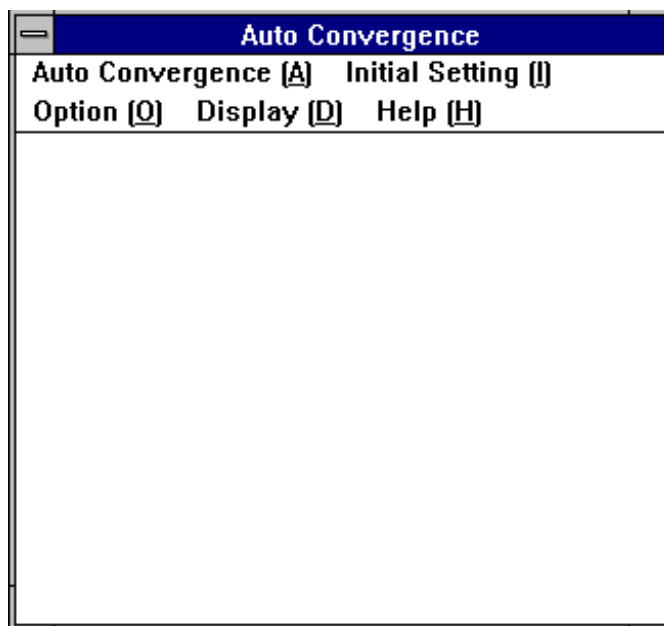 Auto Convergence
Auto Convergence (A) Initial Setting (I)
Option (O) Display (D) Help (H)